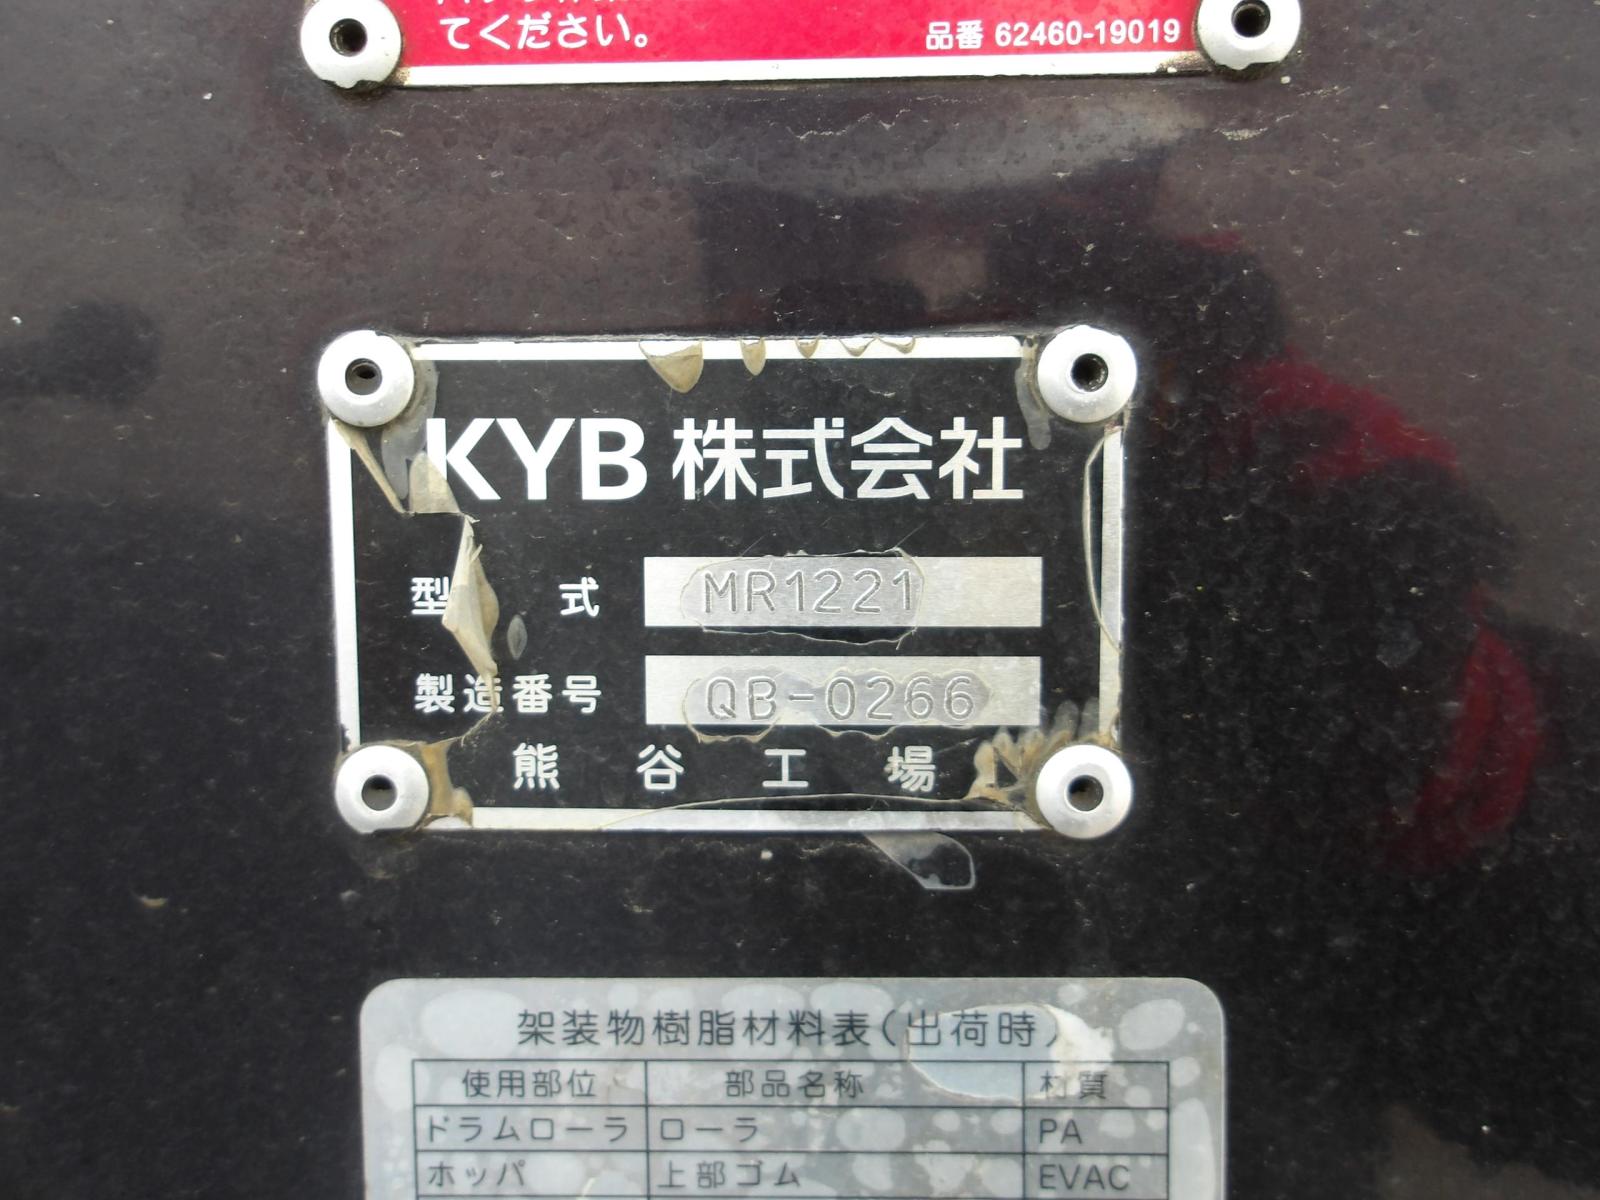 てください。
品番 62460-19019
KYB 株式会社
型式 MR1221
製造番号 QB-0266
熊谷工場
架装物樹脂材料表(出荷時)
使用部位 部品名称 材質
ドラムローラ ローラ PA
ホッパ 上部ゴム EVAC